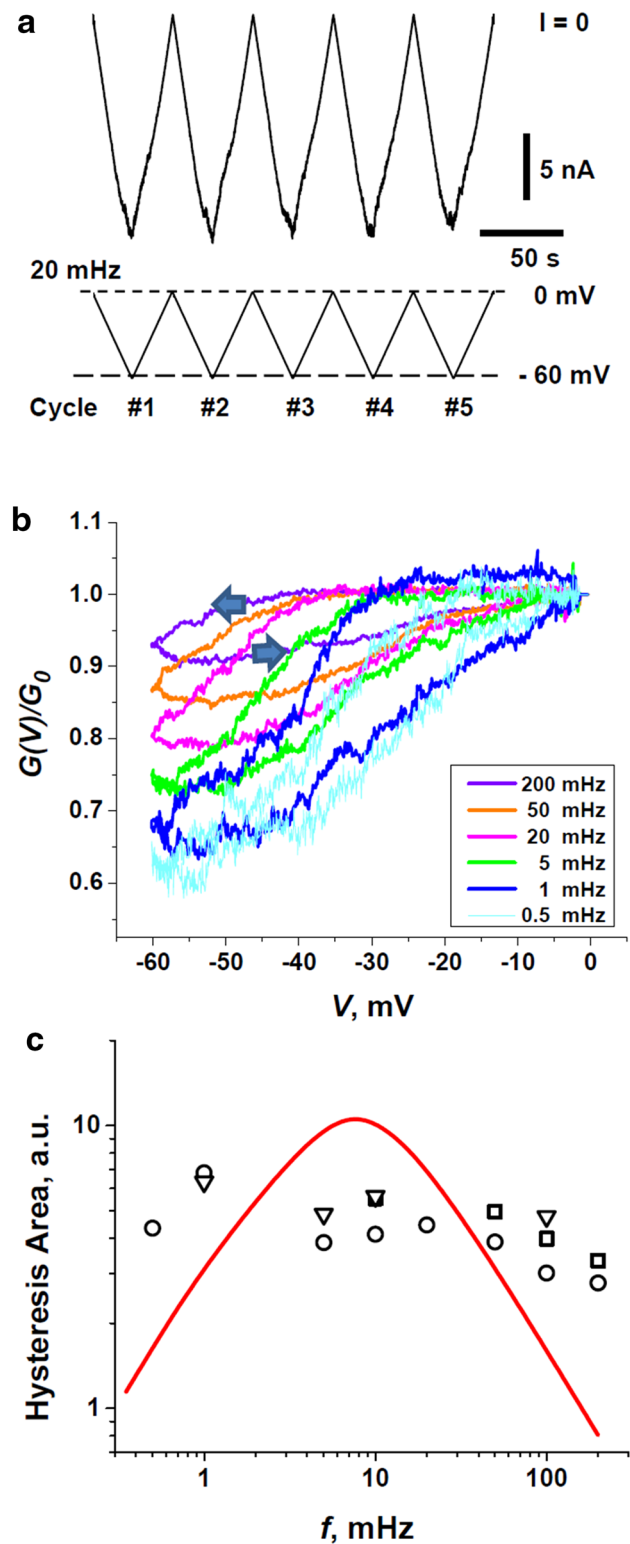 a
I = 0
5 nA
50 s
20 mHz
0 mV
- 60 mV
Cycle #1 #2 #3 #4 #5
b
1.1
1.0
0.9
0.8
0.7
0.6
G(V)/G0
200 mHz
50 mHz
20 mHz
5 mHz
1 mHz
0.5 mHz
-60 -50 -40 -30 -20 -10 0
V, mV
c
10
1
Hysteresis Area, a.u.
1 10 100
f, mHz